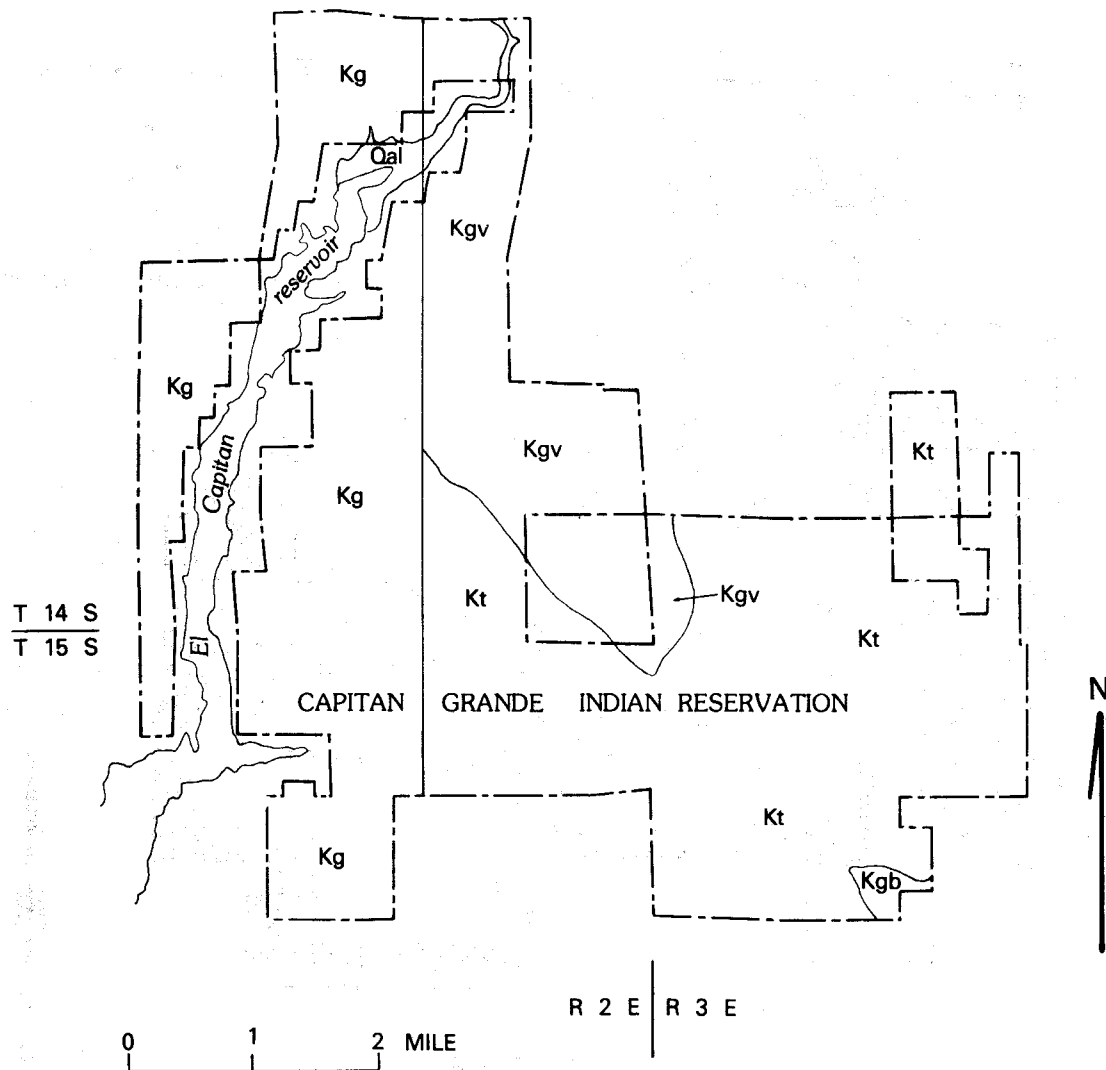 Kg
Qal
Kgv
reservoir
Kg
Capitan
Kgv
Kt
Kg
Kt
Kgv
T 14 S
T 15 S
El
Kt
CAPITAN GRANDE INDIAN RESERVATION
N
Kt
Kg
Kgb
R 2 E R 3 E
0 1 2 MILE